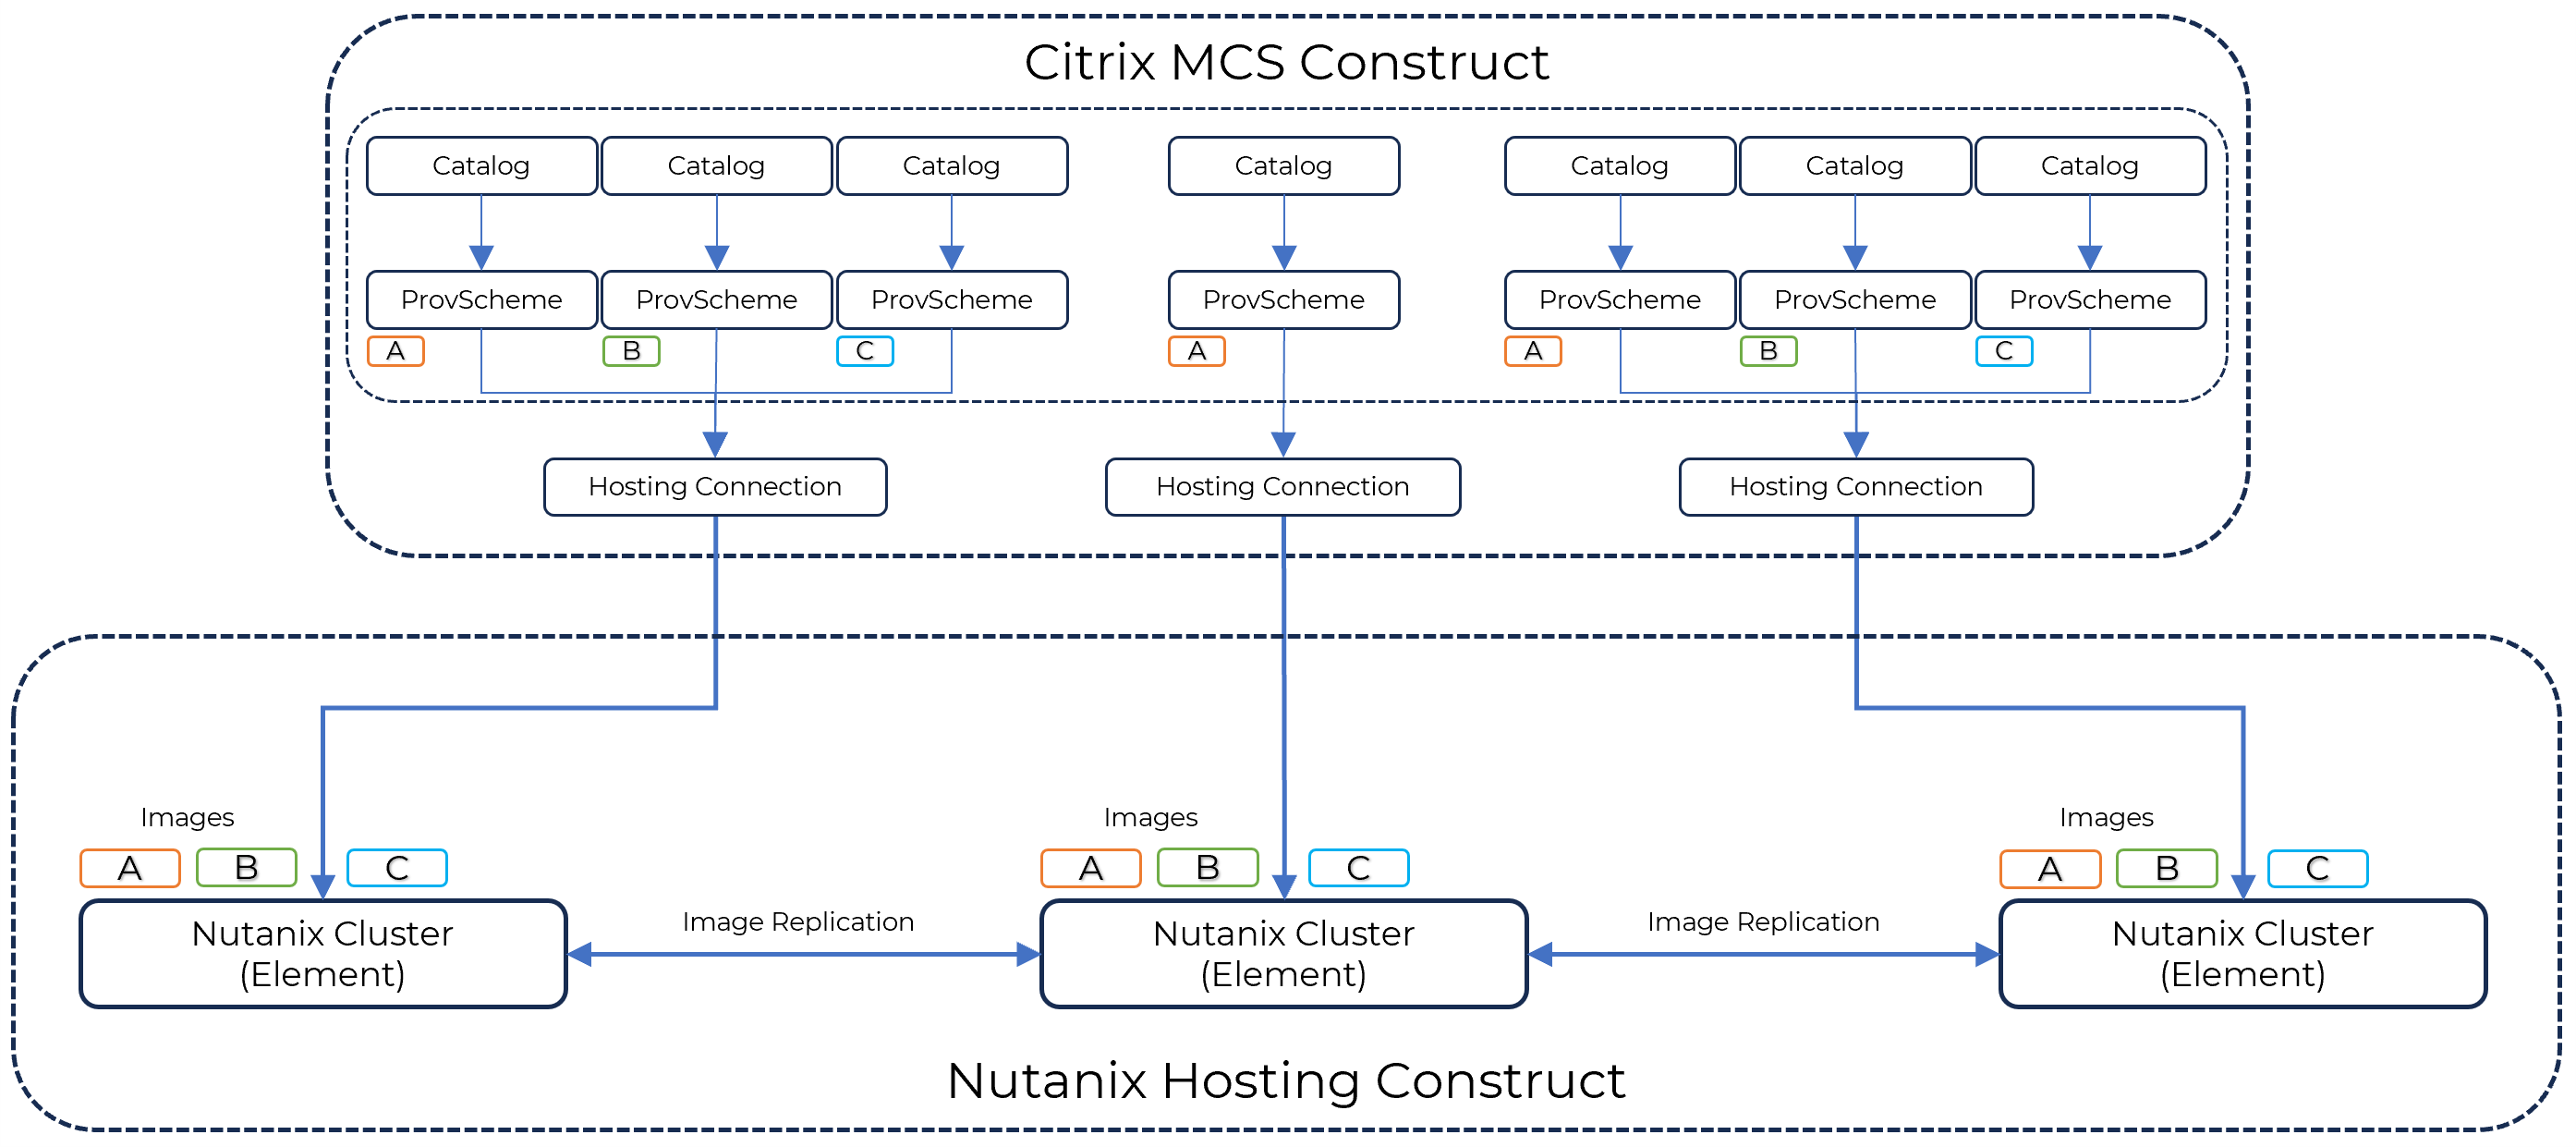 Citrix MCS Construct
Catalog Catalog Catalog Catalog Catalog Catalog Catalog
ProvScheme ProvScheme ProvScheme ProvScheme ProvScheme ProvScheme ProvScheme
A B C A A B C
Hosting Connection Hosting Connection Hosting Connection
Images Images Images
A B C A B C A B C
Image Replication Image Replication
Nutanix Cluster Nutanix Cluster Nutanix Cluster
(Element) (Element) (Element)
Nutanix Hosting Construct